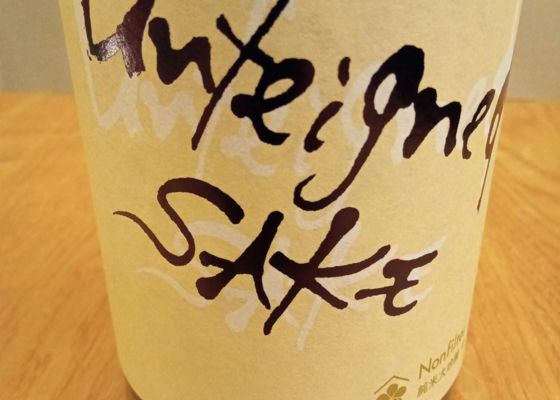 Unfeigned
SAKE
NonFilter
純米大吟醸